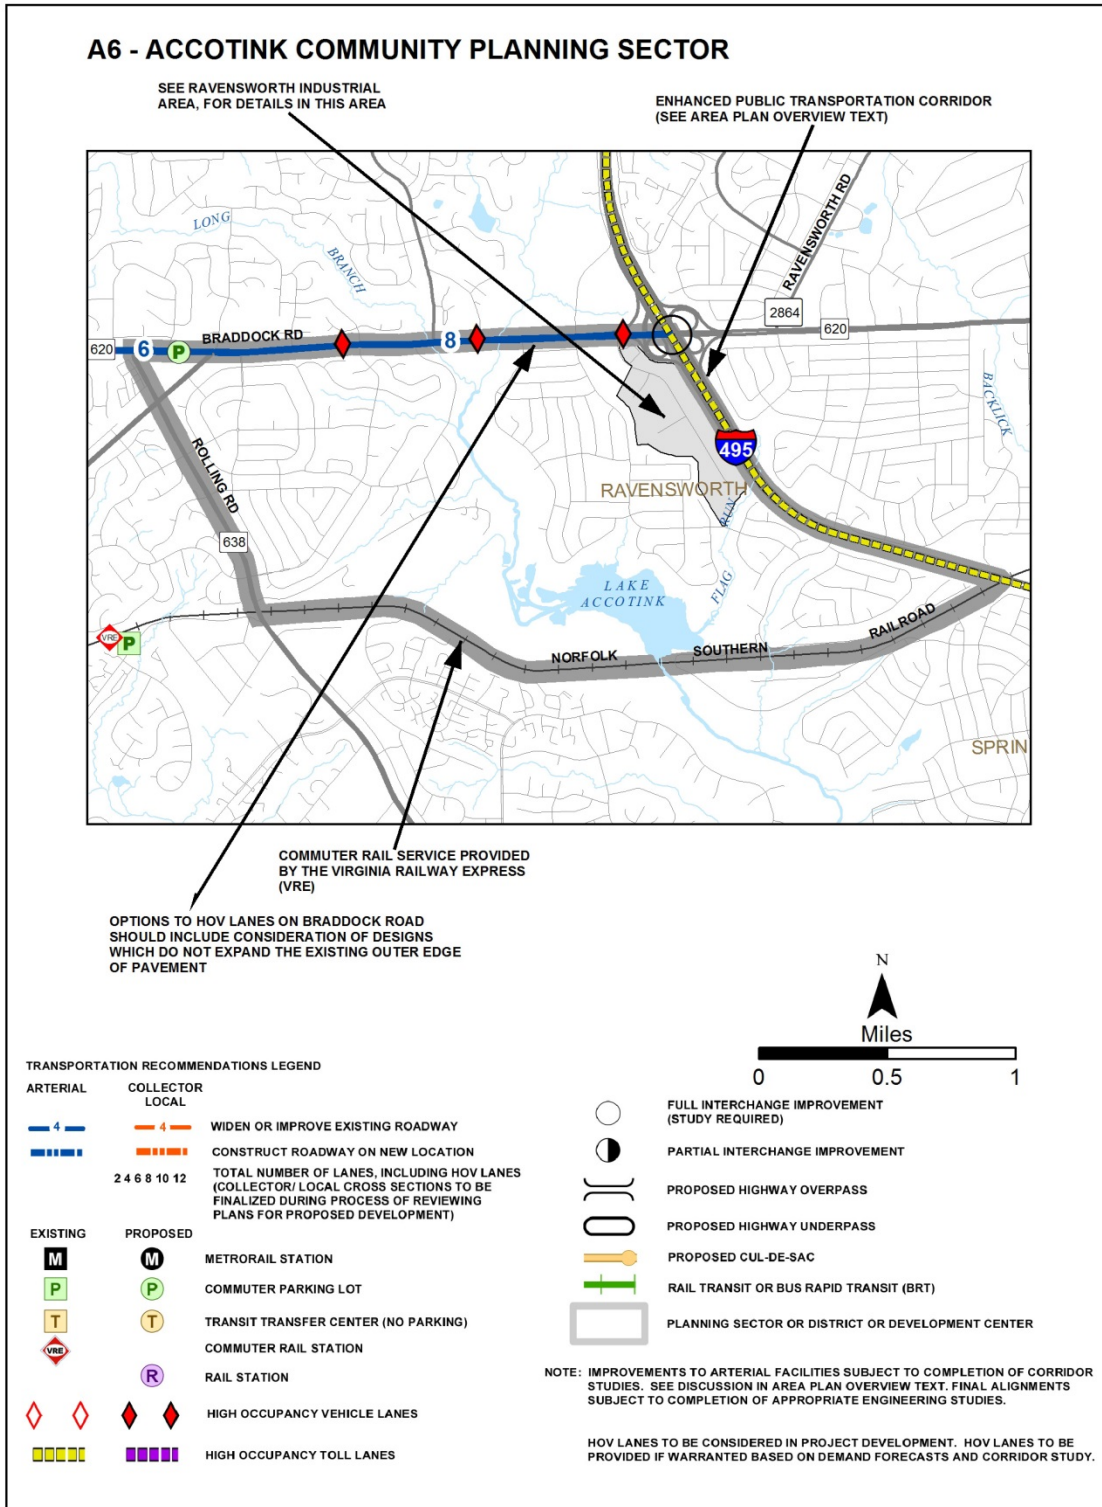 A6 - ACCOTINK COMMUNITY PLANNING SECTOR
SEE RAVENSWORTH INDUSTRIAL
AREA, FOR DETAILS IN THIS AREA
ENHANCED PUBLIC TRANSPORTATION CORRIDOR
(SEE AREA PLAN OVERVIEW TEXT)
LONG
BRANCH
RAVENSWORTH RD
2864
620
BRADDOCK RD
620
6
P
8
BACKLICK
ROLLING RD
495
RAVENSWORTH
RUN
638
LAKE
ACCOTINK
FLAG
RAILROAD
VRE
P
NORFOLK
SOUTHERN
SPRIN
COMMUTER RAIL SERVICE PROVIDED
BY THE VIRGINIA RAILWAY EXPRESS
(VRE)
OPTIONS TO HOV LANES ON BRADDOCK ROAD
SHOULD INCLUDE CONSIDERATION OF DESIGNS
WHICH DO NOT EXPAND THE EXISTING OUTER EDGE
OF PAVEMENT
N
Miles
0 0.5 1
TRANSPORTATION RECOMMENDATIONS LEGEND
ARTERIAL COLLECTOR
LOCAL
4 4 WIDEN OR IMPROVE EXISTING ROADWAY
CONSTRUCT ROADWAY ON NEW LOCATION
2 4 6 8 10 12 TOTAL NUMBER OF LANES, INCLUDING HOV LANES
(COLLECTOR/ LOCAL CROSS SECTIONS TO BE
FINALIZED DURING PROCESS OF REVIEWING
PLANS FOR PROPOSED DEVELOPMENT)
EXISTING PROPOSED
M M METRORAIL STATION
P P COMMUTER PARKING LOT
T T TRANSIT TRANSFER CENTER (NO PARKING)
VRE COMMUTER RAIL STATION
R RAIL STATION
HIGH OCCUPANCY VEHICLE LANES
HIGH OCCUPANCY TOLL LANES
FULL INTERCHANGE IMPROVEMENT
(STUDY REQUIRED)
PARTIAL INTERCHANGE IMPROVEMENT
PROPOSED HIGHWAY OVERPASS
PROPOSED HIGHWAY UNDERPASS
PROPOSED CUL-DE-SAC
RAIL TRANSIT OR BUS RAPID TRANSIT (BRT)
PLANNING SECTOR OR DISTRICT OR DEVELOPMENT CENTER
NOTE: IMPROVEMENTS TO ARTERIAL FACILITIES SUBJECT TO COMPLETION OF CORRIDOR
STUDIES. SEE DISCUSSION IN AREA PLAN OVERVIEW TEXT. FINAL ALIGNMENTS
SUBJECT TO COMPLETION OF APPROPRIATE ENGINEERING STUDIES.
HOV LANES TO BE CONSIDERED IN PROJECT DEVELOPMENT. HOV LANES TO BE
PROVIDED IF WARRANTED BASED ON DEMAND FORECASTS AND CORRIDOR STUDY.